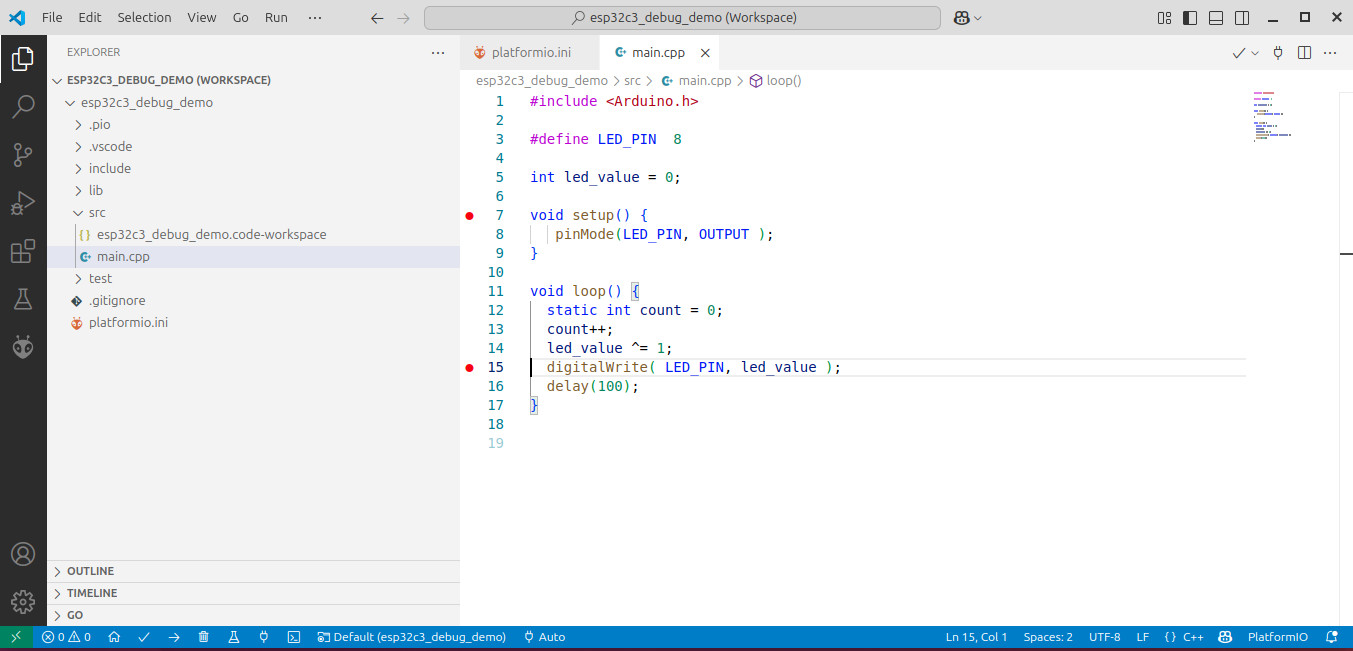 File Edit Selection View Go Run ··· esp32c3_debug_demo (Workspace)
EXPLORER ···
ESP32C3_DEBUG_DEMO (WORKSPACE)
esp32c3_debug_demo
.pio
.vscode
include
lib
src
{} esp32c3_debug_demo.code-workspace
main.cpp
test
.gitignore
platformio.ini
OUTLINE
TIMELINE
GO
platformio.ini main.cpp
esp32c3_debug_demo > src > main.cpp > loop()
1 #include <Arduino.h>
2
3 #define LED_PIN  8
4
5 int led_value = 0;
6
7 void setup() {
8    pinMode(LED_PIN, OUTPUT );
9 }
10
11 void loop() {
12   static int count = 0;
13   count++;
14   led_value ^= 1;
15   digitalWrite( LED_PIN, led_value );
16   delay(100);
17 }
18
19
0 0 Default (esp32c3_debug_demo) Auto Ln 15, Col 1 Spaces: 2 UTF-8 LF {} C++ PlatformIO